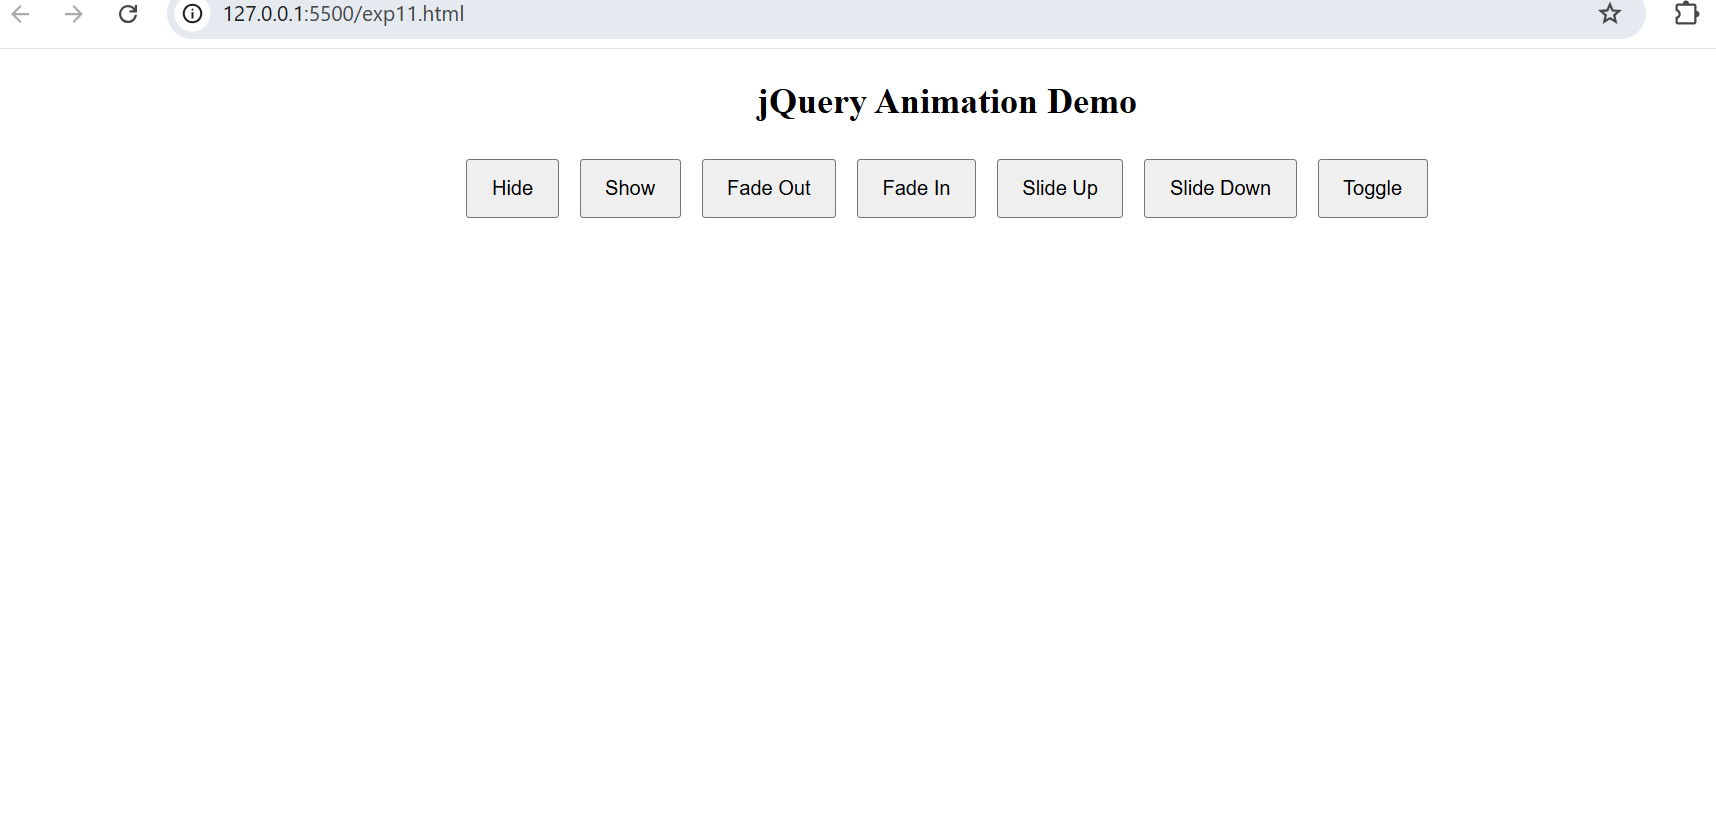 127.0.0.1:5500/exp11.html
jQuery Animation Demo
Hide Show Fade Out Fade In Slide Up Slide Down Toggle